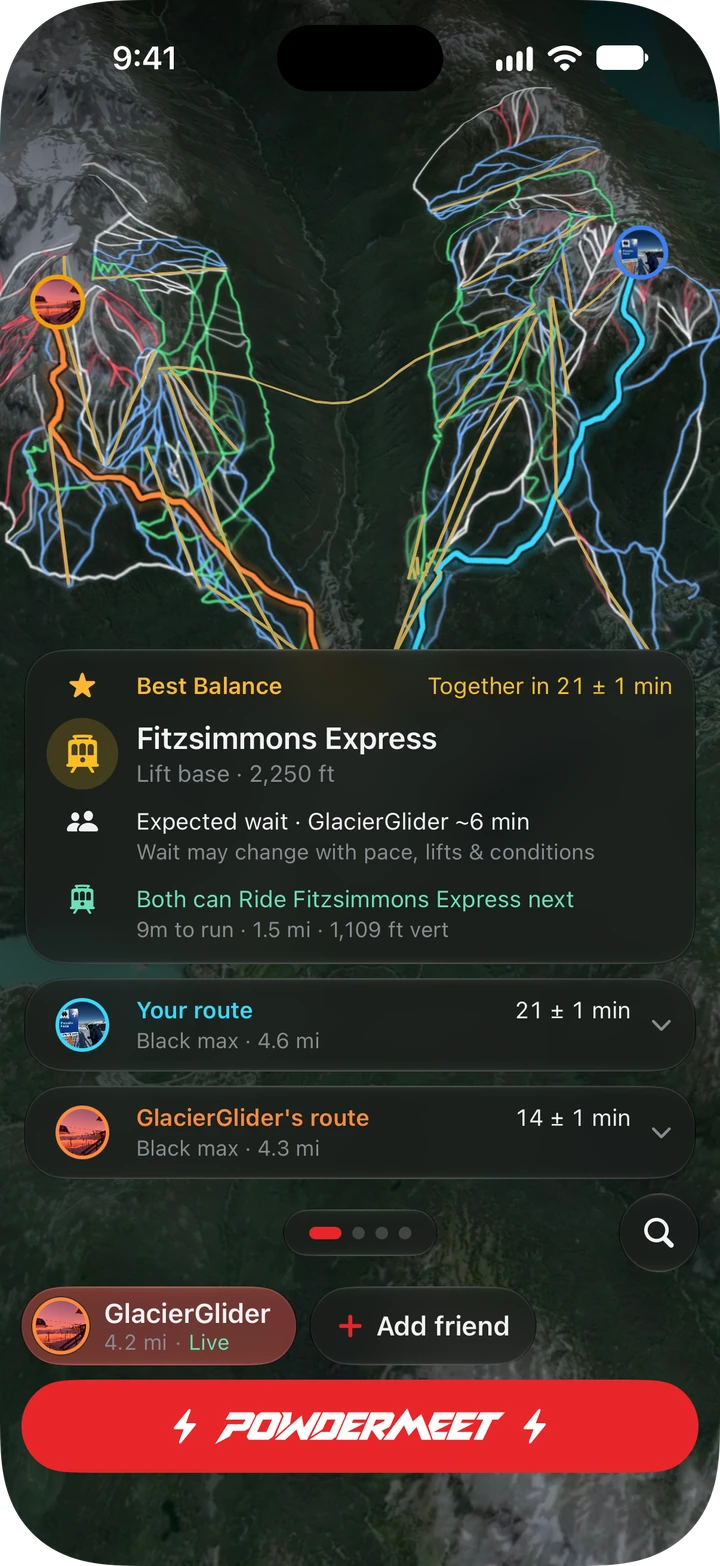 9:41
Best Balance Together in 21 ± 1 min
Fitzsimmons Express
Lift base · 2,250 ft
Expected wait · GlacierGlider ~6 min
Wait may change with pace, lifts & conditions
Both can Ride Fitzsimmons Express next
9m to run · 1.5 mi · 1,109 ft vert
Your route 21 ± 1 min
Black max · 4.6 mi
GlacierGlider's route 14 ± 1 min
Black max · 4.3 mi
GlacierGlider
4.2 mi · Live
+ Add friend
POWDERMEET